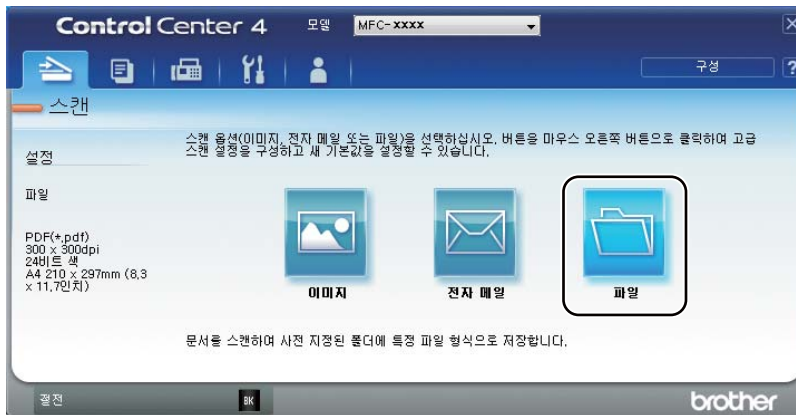 Control Center 4 모델 MFC-xxxx
구성 ?
스캔
스캔 옵션(이미지, 전자 메일 또는 파일)을 선택하십시오. 버튼을 마우스 오른쪽 버튼으로 클릭하여 고급
스캔 설정을 구성하고 새 기본값을 설정할 수 있습니다.
설정
파일
PDF(*.pdf)
300 x 300dpi
24비트 색
A4 210 x 297mm (8,3
x 11,7인치)
이미지 전자 메일 파일
문서를 스캔하여 사전 지정된 폴더에 특정 파일 형식으로 저장합니다.
절전 BK brother